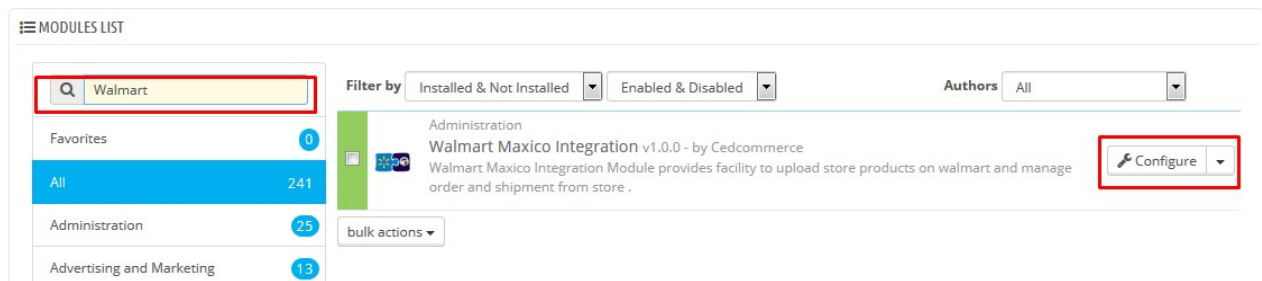 MODULES LIST
Walmart
Filter by Installed & Not Installed Enabled & Disabled Authors All
Favorites 0
All 241
Administration 25
Advertising and Marketing 13
Administration
Walmart Maxico Integration v1.0.0 - by Cedcommerce
Walmart Maxico Integration Module provides facility to upload store products on walmart and manage
order and shipment from store .
Configure
bulk actions